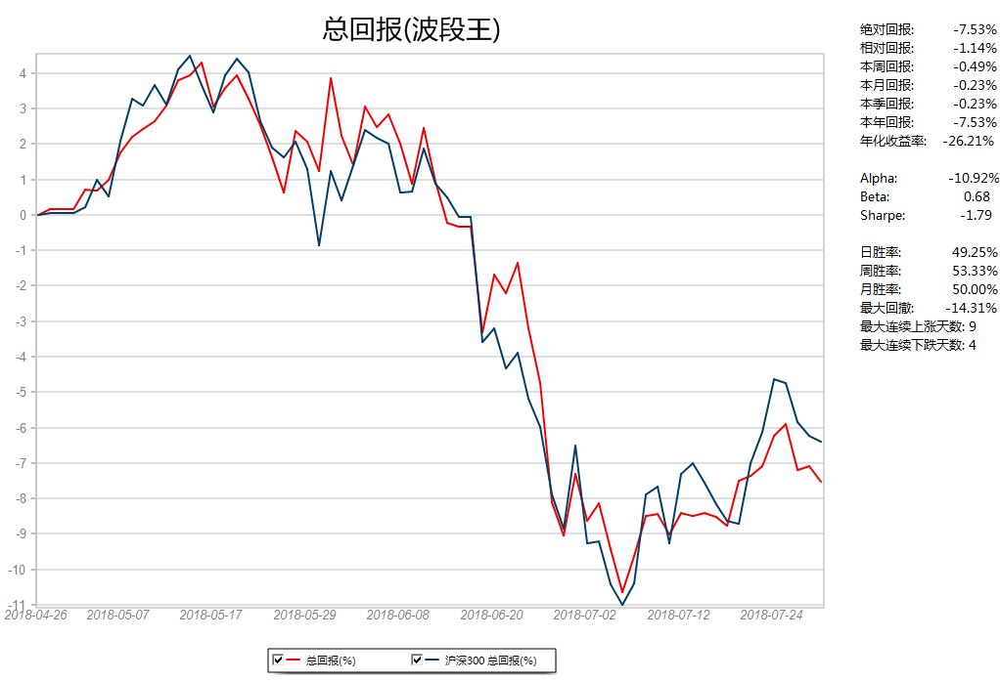 总回报(波段王)
4
3
2
1
0
-1
-2
-3
-4
-5
-6
-7
-8
-9
-10
-11
2018-04-26 2018-05-07 2018-05-17 2018-05-29 2018-06-08 2018-06-20 2018-07-02 2018-07-12 2018-07-24
总回报(%) 沪深300 总回报(%)
绝对回报: -7.53%
相对回报: -1.14%
本周回报: -0.49%
本月回报: -0.23%
本季回报: -0.23%
本年回报: -7.53%
年化收益率: -26.21%
Alpha: -10.92%
Beta: 0.68
Sharpe: -1.79
日胜率: 49.25%
周胜率: 53.33%
月胜率: 50.00%
最大回撤: -14.31%
最大连续上涨天数: 9
最大连续下跌天数: 4